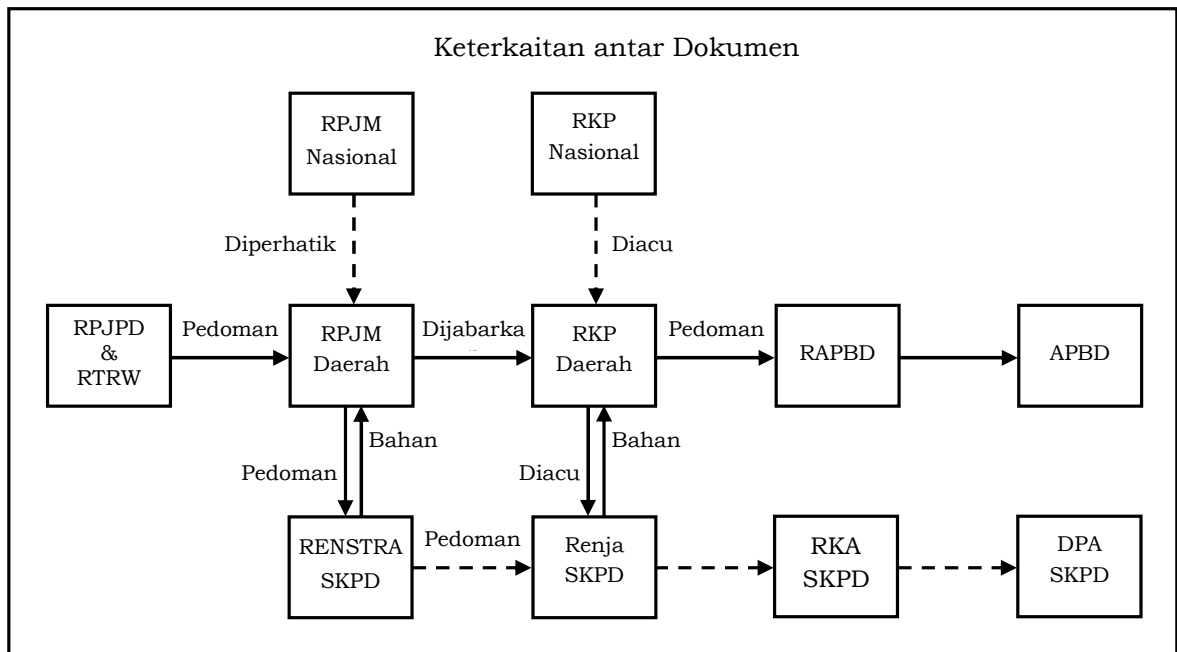 Keterkaitan antar Dokumen
RPJM
Nasional
RKP
Nasional
Diperhatik
Diacu
RPJPD
&
RTRW
Pedoman
RPJM
Daerah
Dijabarka
RKP
Daerah
Pedoman
RAPBD
APBD
Bahan
Pedoman
Bahan
Diacu
RENSTRA
SKPD
Pedoman
Renja
SKPD
RKA
SKPD
DPA
SKPD